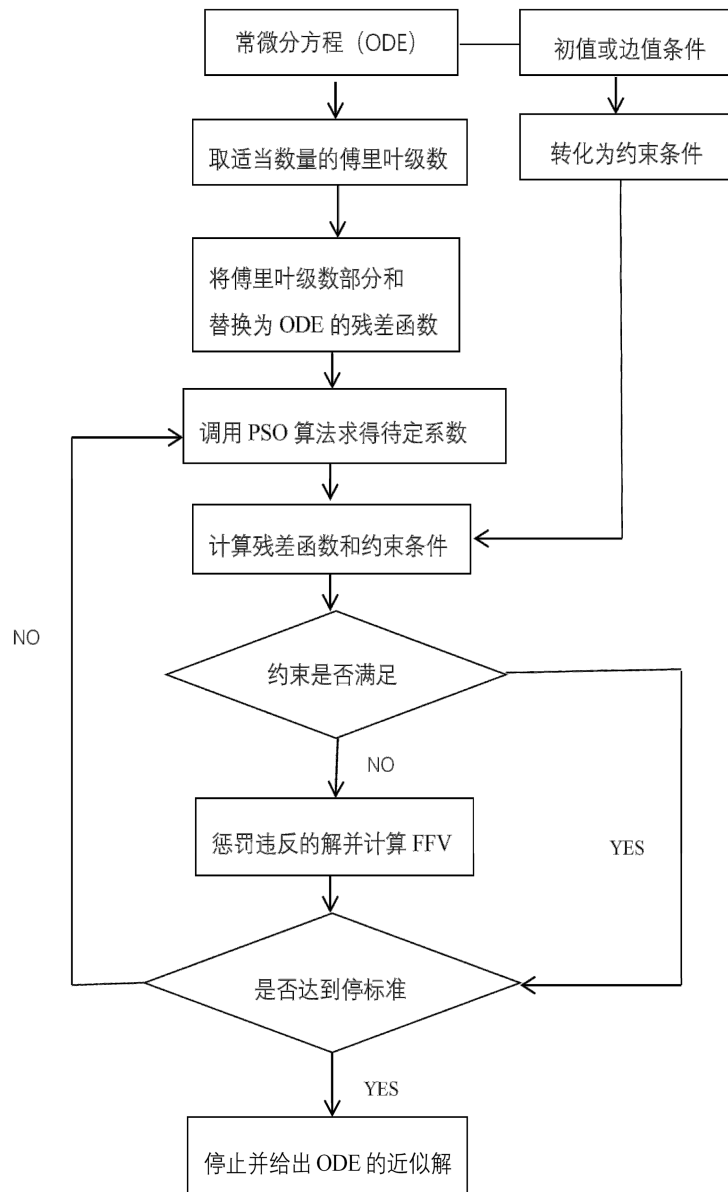 常微分方程（ODE）
初值或边值条件
取适当数量的傅里叶级数
转化为约束条件
将傅里叶级数部分和
替换为 ODE 的残差函数
调用 PSO 算法求得待定系数
计算残差函数和约束条件
NO
约束是否满足
NO
惩罚违反的解并计算 FFV
YES
是否达到停标准
YES
停止并给出 ODE 的近似解